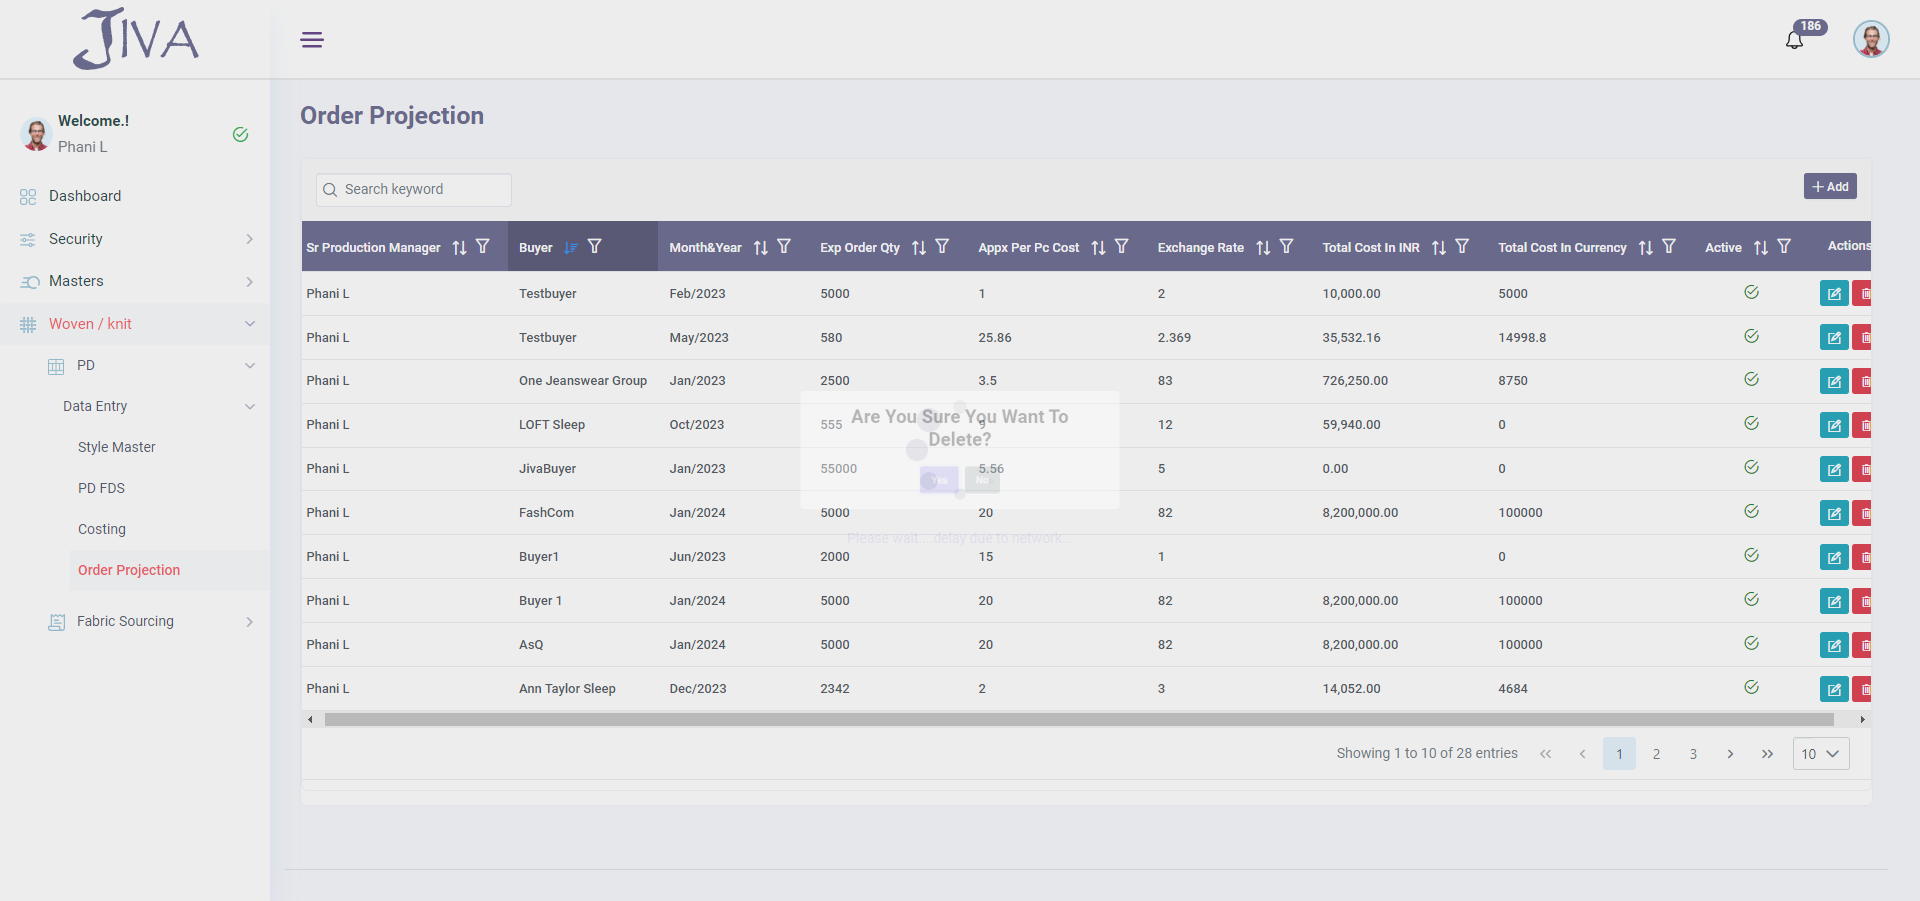 JIVA
186
Welcome.!
Phani L
Dashboard
Security
Masters
Woven / knit
PD
Data Entry
Style Master
PD FDS
Costing
Order Projection
Fabric Sourcing
Order Projection
Search keyword
Add
Sr Production Manager Buyer Month&Year Exp Order Qty Appx Per Pc Cost Exchange Rate Total Cost In INR Total Cost In Currency Active Actions
Phani L Testbuyer Feb/2023 5000 1 2 10,000.00 5000
Phani L Testbuyer May/2023 580 25.86 2.369 35,532.16 14998.8
Phani L One Jeanswear Group Jan/2023 2500 3.5 83 726,250.00 8750
Phani L LOFT Sleep Oct/2023 555 9 12 59,940.00 0
Phani L JivaBuyer Jan/2023 55000 5.56 5 0.00 0
Phani L FashCom Jan/2024 5000 20 82 8,200,000.00 100000
Phani L Buyer1 Jun/2023 2000 15 1 0
Phani L Buyer 1 Jan/2024 5000 20 82 8,200,000.00 100000
Phani L AsQ Jan/2024 5000 20 82 8,200,000.00 100000
Phani L Ann Taylor Sleep Dec/2023 2342 2 3 14,052.00 4684
Are You Sure You Want To
Delete?
Yes No
Please wait....delay due to network...
Showing 1 to 10 of 28 entries << < 1 2 3 > >> 10